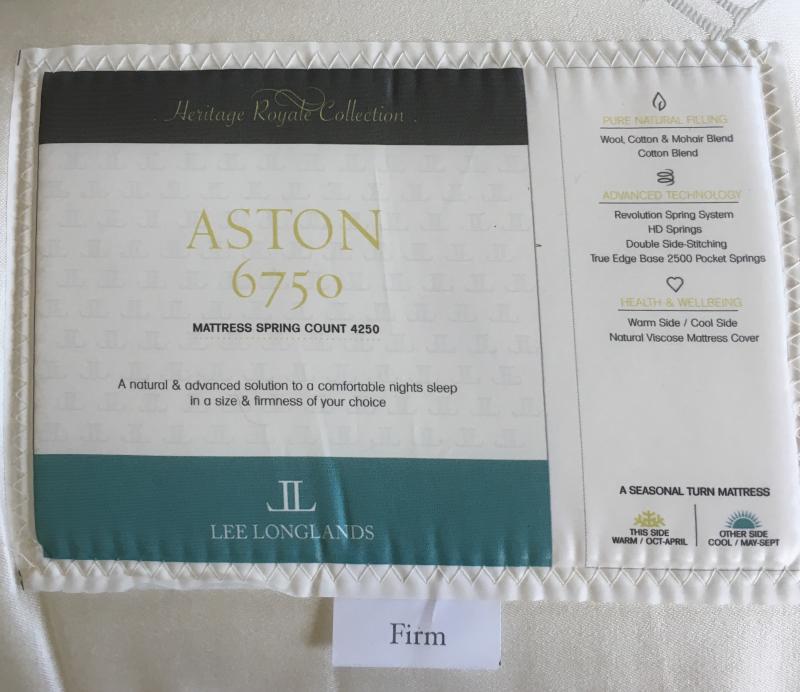 Heritage Royale Collection
ASTON
6750
MATTRESS SPRING COUNT 4250
A natural & advanced solution to a comfortable nights sleep
in a size & firmness of your choice
LEE LONGLANDS
PURE NATURAL FILLING
Wool, Cotton & Mohair Blend
Cotton Blend
ADVANCED TECHNOLOGY
Revolution Spring System
HD Springs
Double Side-Stitching
True Edge Base 2500 Pocket Springs
HEALTH & WELLBEING
Warm Side / Cool Side
Natural Viscose Mattress Cover
A SEASONAL TURN MATTRESS
THIS SIDE
WARM / OCT-APRIL
OTHER SIDE
COOL / MAY-SEPT
Firm